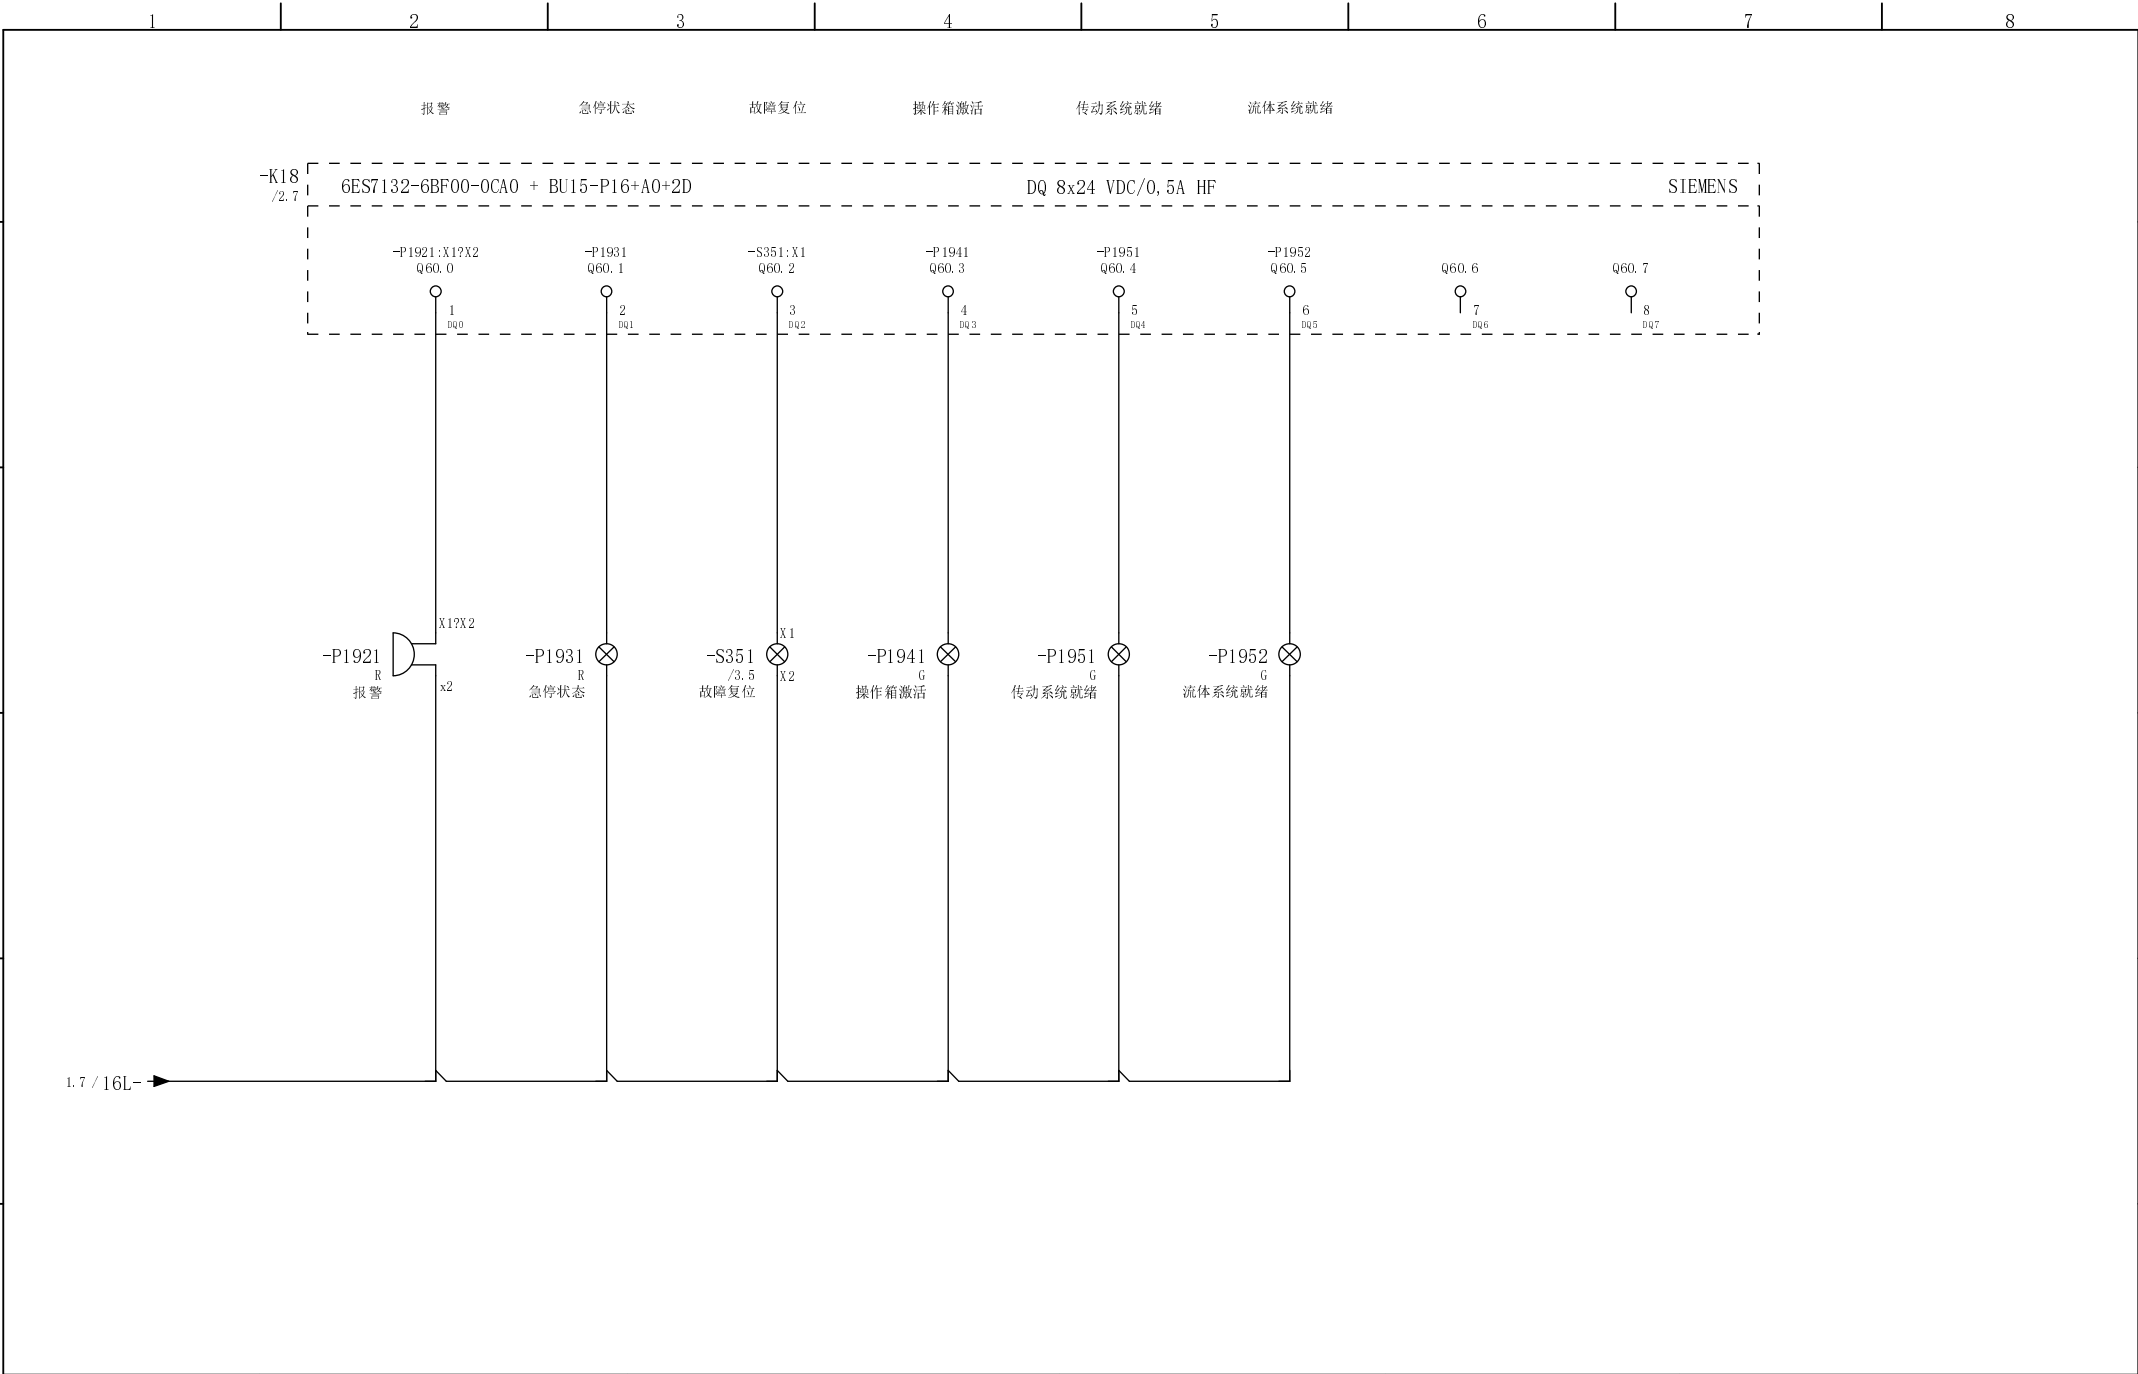 1 2 3 4 5 6 7 8
报警 急停状态 故障复位 操作箱激活 传动系统就绪 流体系统就绪
-K18
/2.7
6ES7132-6BF00-0CA0 + BU15-P16+A0+2D DQ 8x24 VDC/0,5A HF SIEMENS
-P1921:X1?X2 -P1931 -S351:X1 -P1941 -P1951 -P1952
Q60.0 Q60.1 Q60.2 Q60.3 Q60.4 Q60.5 Q60.6 Q60.7
1 2 3 4 5 6 7 8
DQ0 DQ1 DQ2 DQ3 DQ4 DQ5 DQ6 DQ7
X1?X2 X1
-P1921 -P1931 -S351 -P1941 -P1951 -P1952
R R /3.5 X2 G G G
报警 x2 急停状态 故障复位 操作箱激活 传动系统就绪 流体系统就绪
1.7 / 16L-